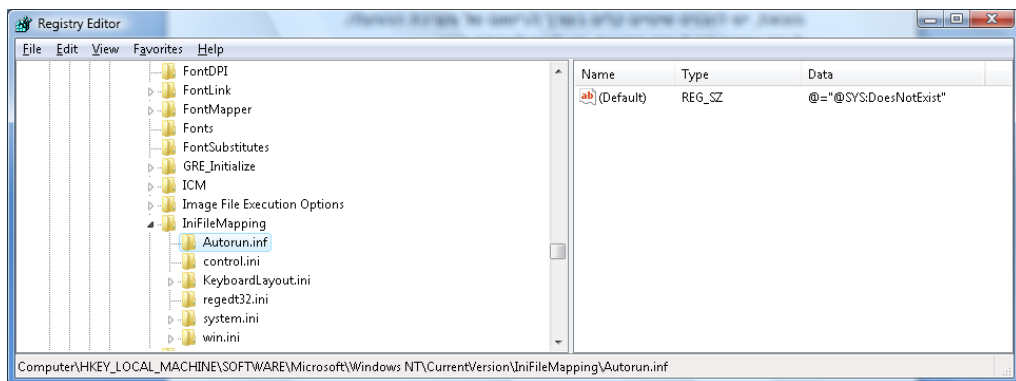 Registry Editor
File Edit View Favorites Help
FontDPI
FontLink
FontMapper
Fonts
FontSubstitutes
GRE_Initialize
ICM
Image File Execution Options
IniFileMapping
Autorun.inf
control.ini
KeyboardLayout.ini
regedt32.ini
system.ini
win.ini
Name Type Data
ab (Default) REG_SZ @="@SYS:DoesNotExist"
Computer\HKEY_LOCAL_MACHINE\SOFTWARE\Microsoft\Windows NT\CurrentVersion\IniFileMapping\Autorun.inf